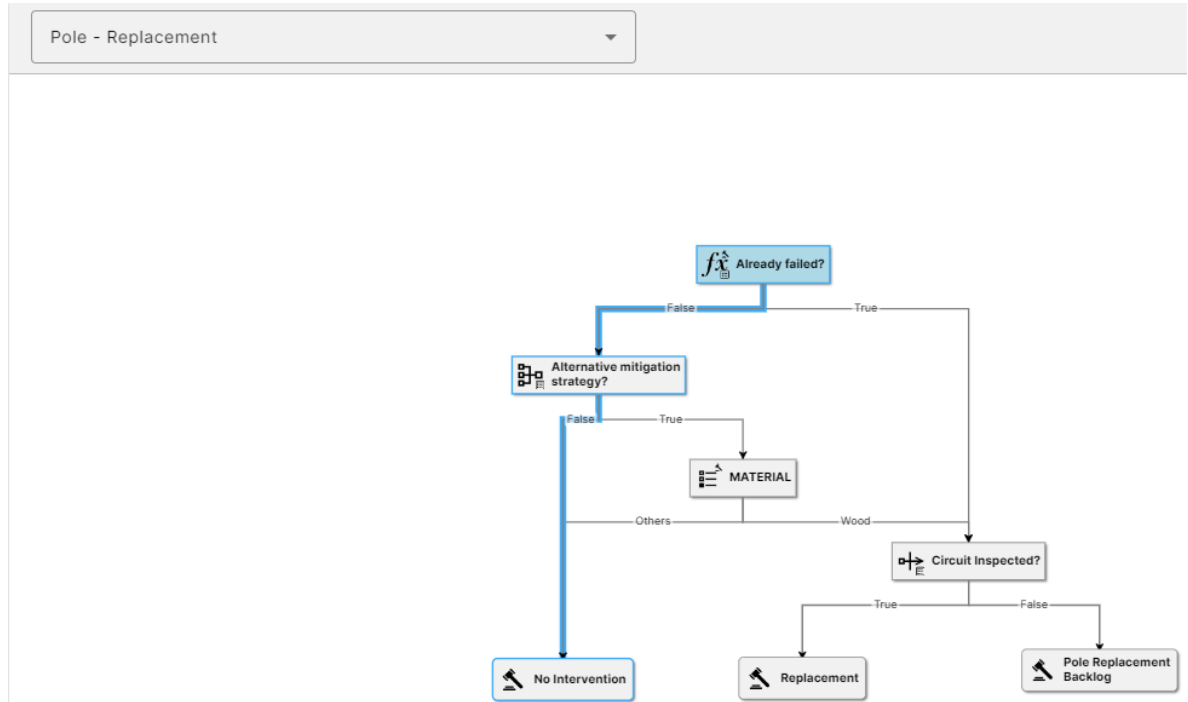 Pole - Replacement
fx Already failed?
False
True
Alternative mitigation
strategy?
False
True
MATERIAL
Others
Wood
Circuit Inspected?
True
False
No Intervention
Replacement
Pole Replacement
Backlog